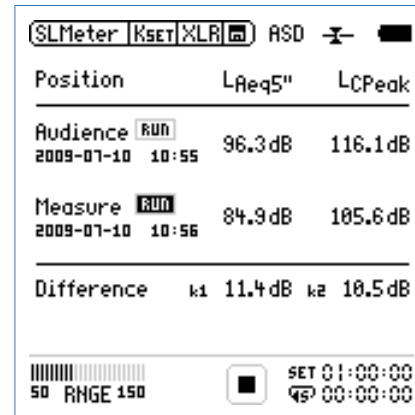 SLMeter KSET XLR ASD
Position LAeq5" LCPeak
Audience RUN
2009-07-10 10:55 96.3dB 116.1dB
Measure RUN
2009-07-10 10:56 84.9dB 105.6dB
Difference k1 11.4dB k2 10.5dB
SET 01:00:00
50 RNGE 150 00:00:00